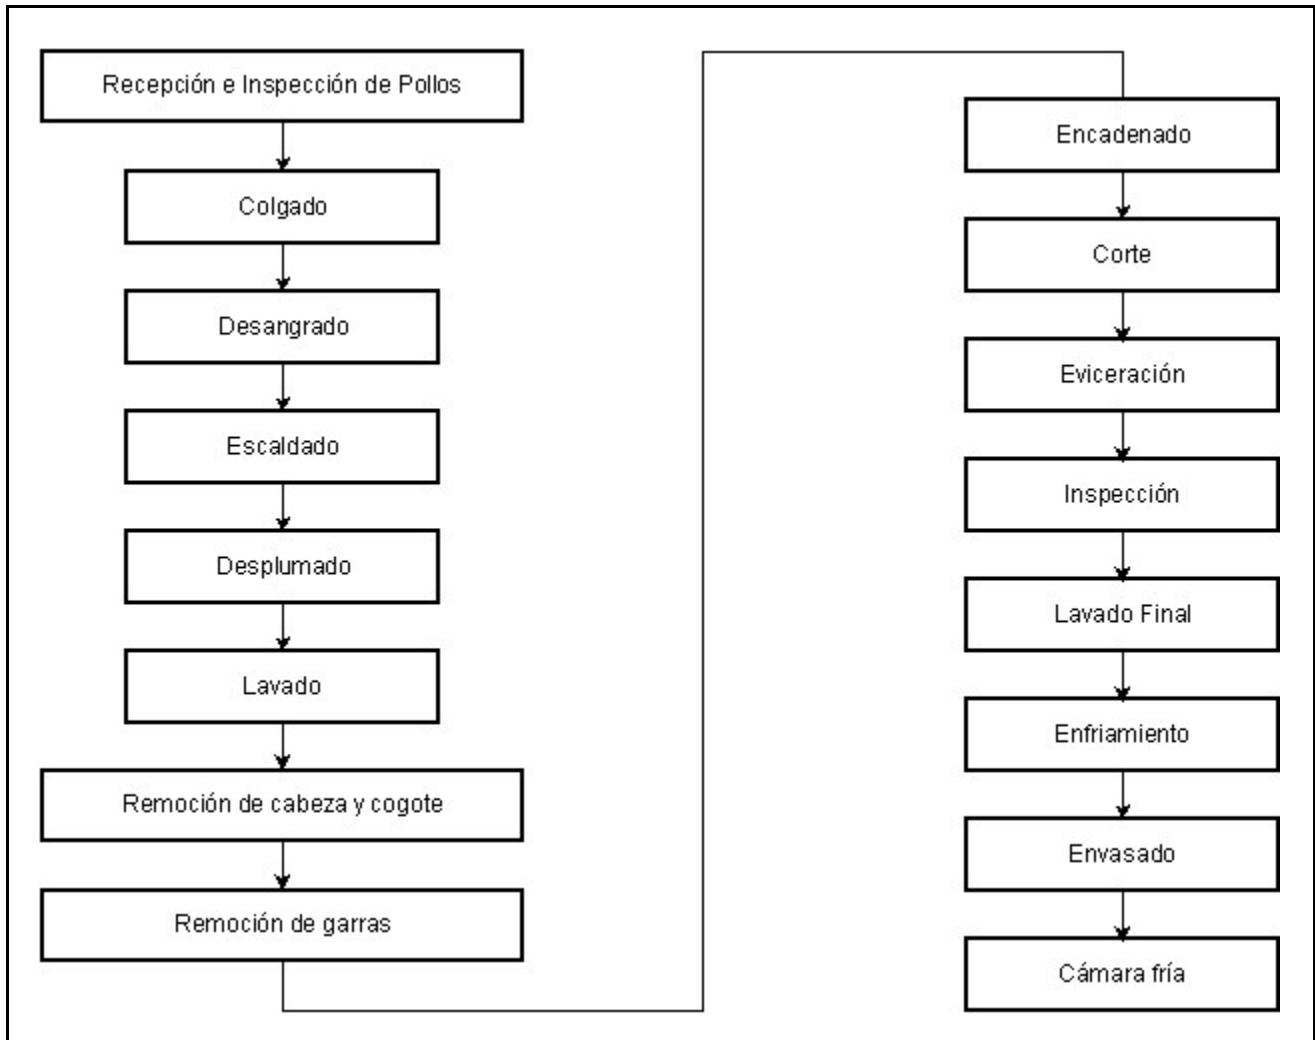 Recepción e Inspección de Pollos
Colgado
Desangrado
Escaldado
Desplumado
Lavado
Remoción de cabeza y cogote
Remoción de garras
Encadenado
Corte
Eviceración
Inspección
Lavado Final
Enfriamiento
Envasado
Cámara fría